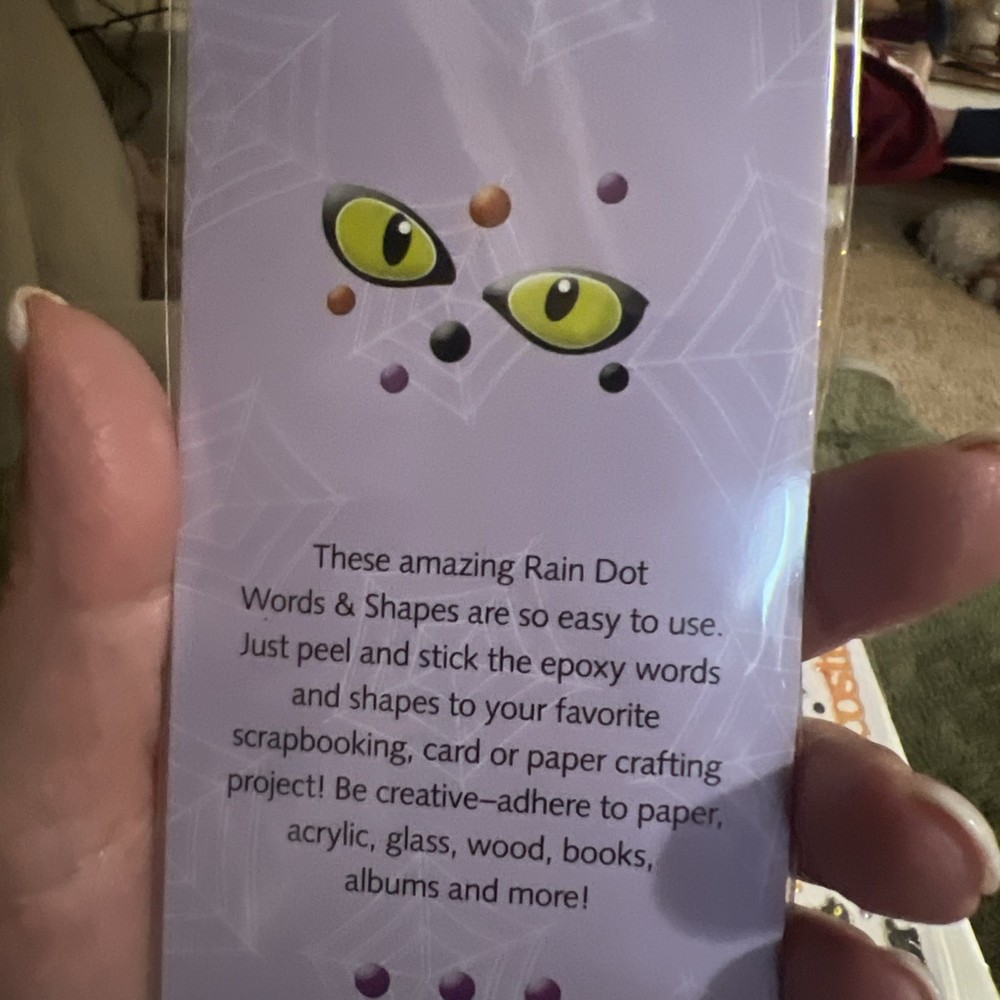 These amazing Rain Dot
Words & Shapes are so easy to use.
Just peel and stick the epoxy words
and shapes to your favorite
scrapbooking, card or paper crafting
project! Be creative–adhere to paper,
acrylic, glass, wood, books,
albums and more!